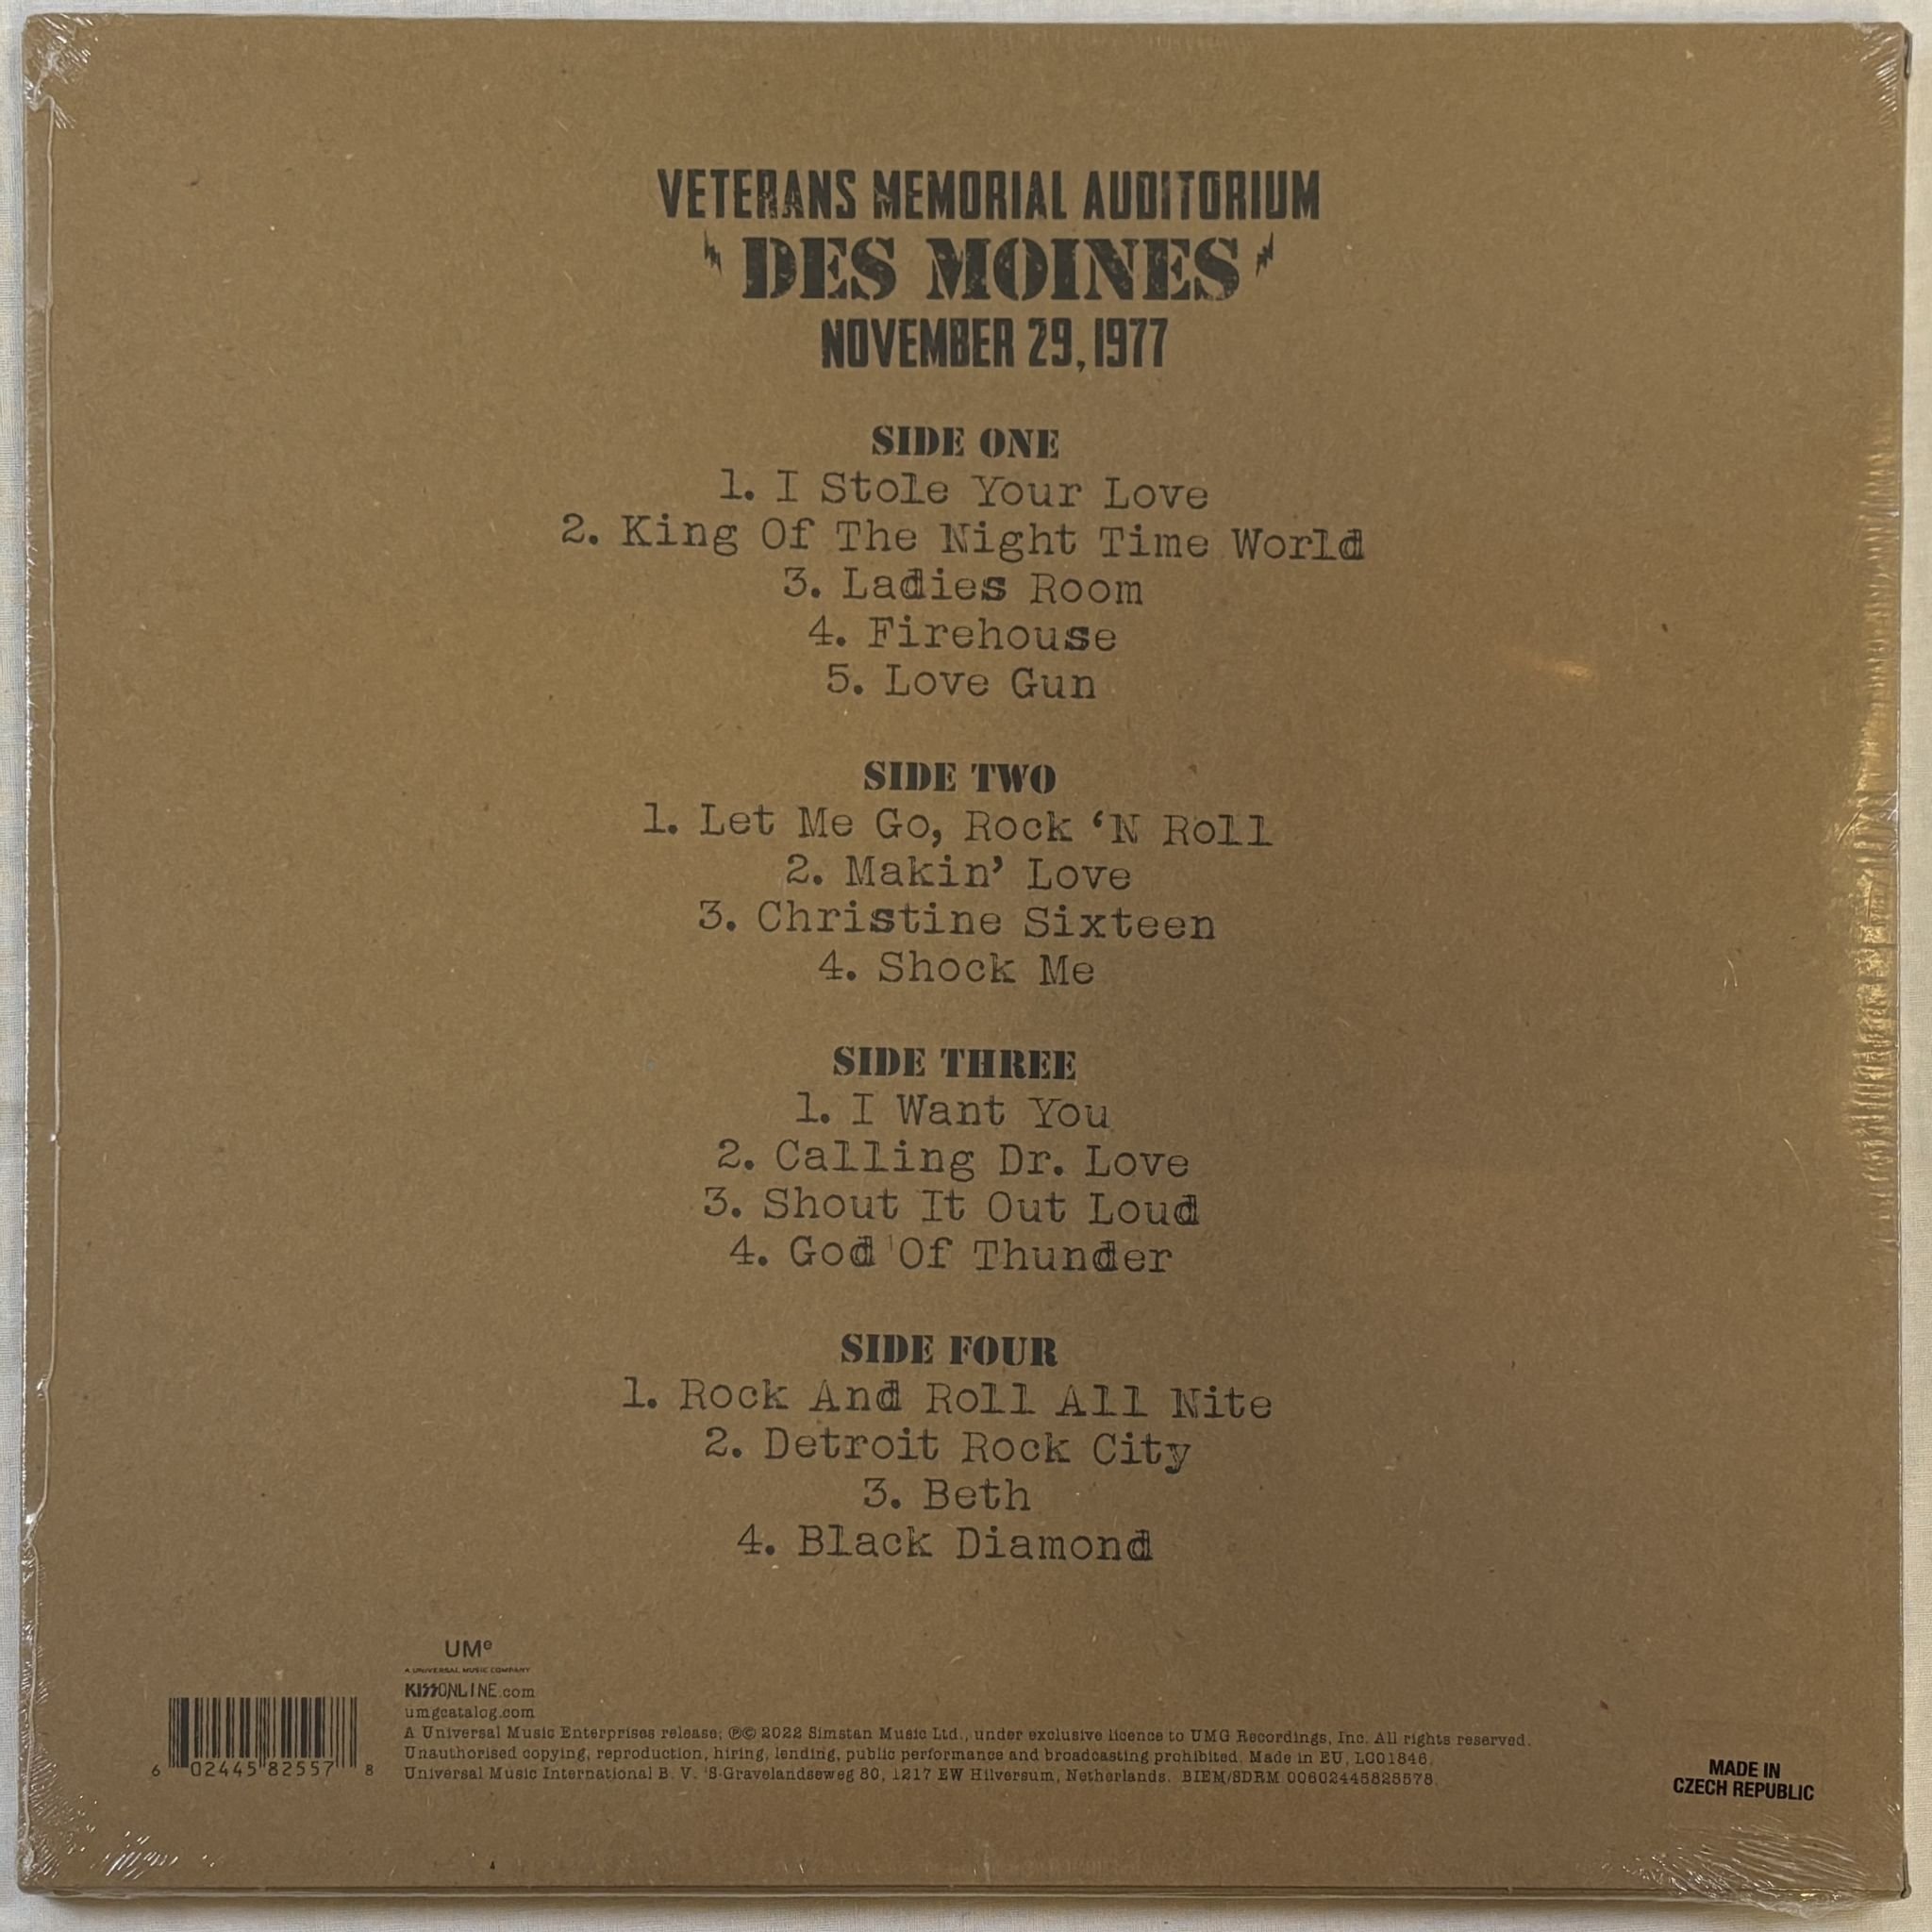 VETERANS MEMORIAL AUDITORIUM
DES MOINES
NOVEMBER 29, 1977
SIDE ONE
1. I Stole Your Love
2. King Of The Night Time World
3. Ladies Room
4. Firehouse
5. Love Gun
SIDE TWO
1. Let Me Go, Rock ‘N Roll
2. Makin’ Love
3. Christine Sixteen
4. Shock Me
SIDE THREE
1. I Want You
2. Calling Dr. Love
3. Shout It Out Loud
4. God Of Thunder
SIDE FOUR
1. Rock And Roll All Nite
2. Detroit Rock City
3. Beth
4. Black Diamond
UMe
A UNIVERSAL MUSIC COMPANY
KISSONLINE.com
umgcatalog.com
A Universal Music Enterprises release; ℗© 2022 Simstan Music Ltd., under exclusive licence to UMG Recordings, Inc. All rights reserved.
Unauthorised copying, reproduction, hiring, lending, public performance and broadcasting prohibited. Made in EU, LC01846.
Universal Music International B. V. 'S-Gravelandseweg 80, 1217 EW Hilversum, Netherlands. BIEM/SDRM 00602445825578.
6 02445 82557 8
MADE IN
CZECH REPUBLIC